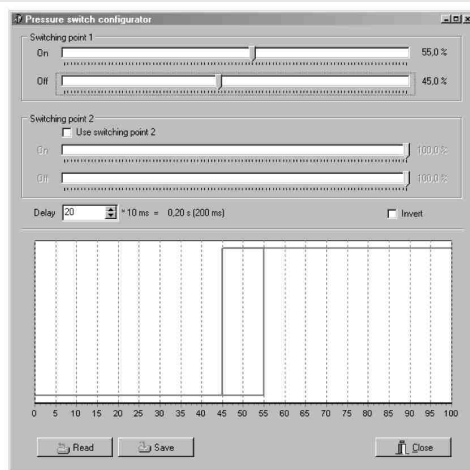 Pressure switch configurator
Switching point 1
On 55,0 %
Off 45,0 %
Switching point 2
Use switching point 2
On 100,0 %
Off 100,0 %
Delay 20 * 10 ms = 0,20 s (200 ms) Invert
0 5 10 15 20 25 30 35 40 45 50 55 60 65 70 75 80 85 90 95 100
Read Save Close